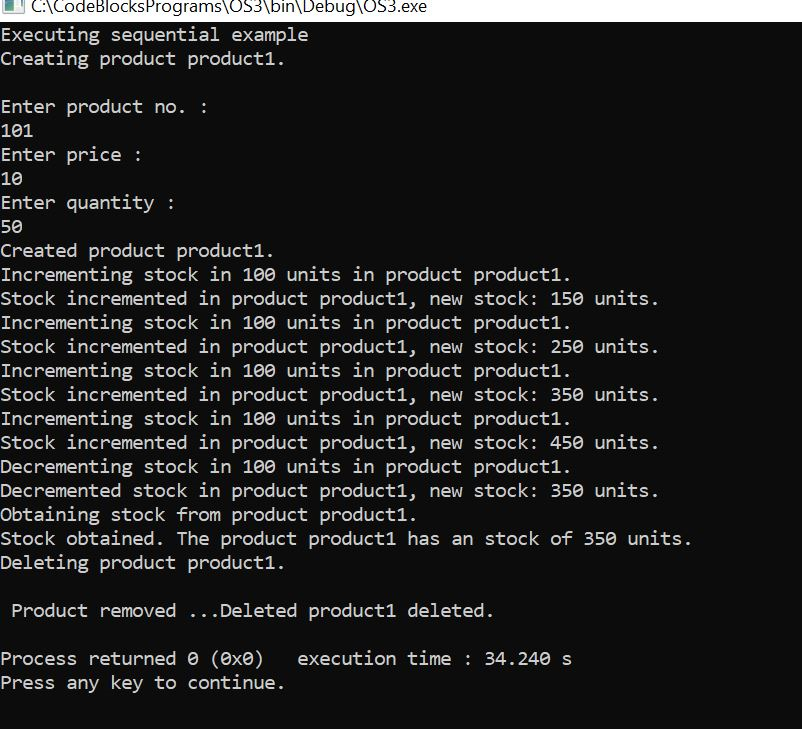 C:\CodeBlocksPrograms\OS3\bin\Debug\OS3.exe
Executing sequential example
Creating product product1.
Enter product no. :
101
Enter price :
10
Enter quantity :
50
Created product product1.
Incrementing stock in 100 units in product product1.
Stock incremented in product product1, new stock: 150 units.
Incrementing stock in 100 units in product product1.
Stock incremented in product product1, new stock: 250 units.
Incrementing stock in 100 units in product product1.
Stock incremented in product product1, new stock: 350 units.
Incrementing stock in 100 units in product product1.
Stock incremented in product product1, new stock: 450 units.
Decrementing stock in 100 units in product product1.
Decremented stock in product product1, new stock: 350 units.
Obtaining stock from product product1.
Stock obtained. The product product1 has an stock of 350 units.
Deleting product product1.
Product removed ...Deleted product1 deleted.
Process returned 0 (0x0)   execution time : 34.240 s
Press any key to continue.